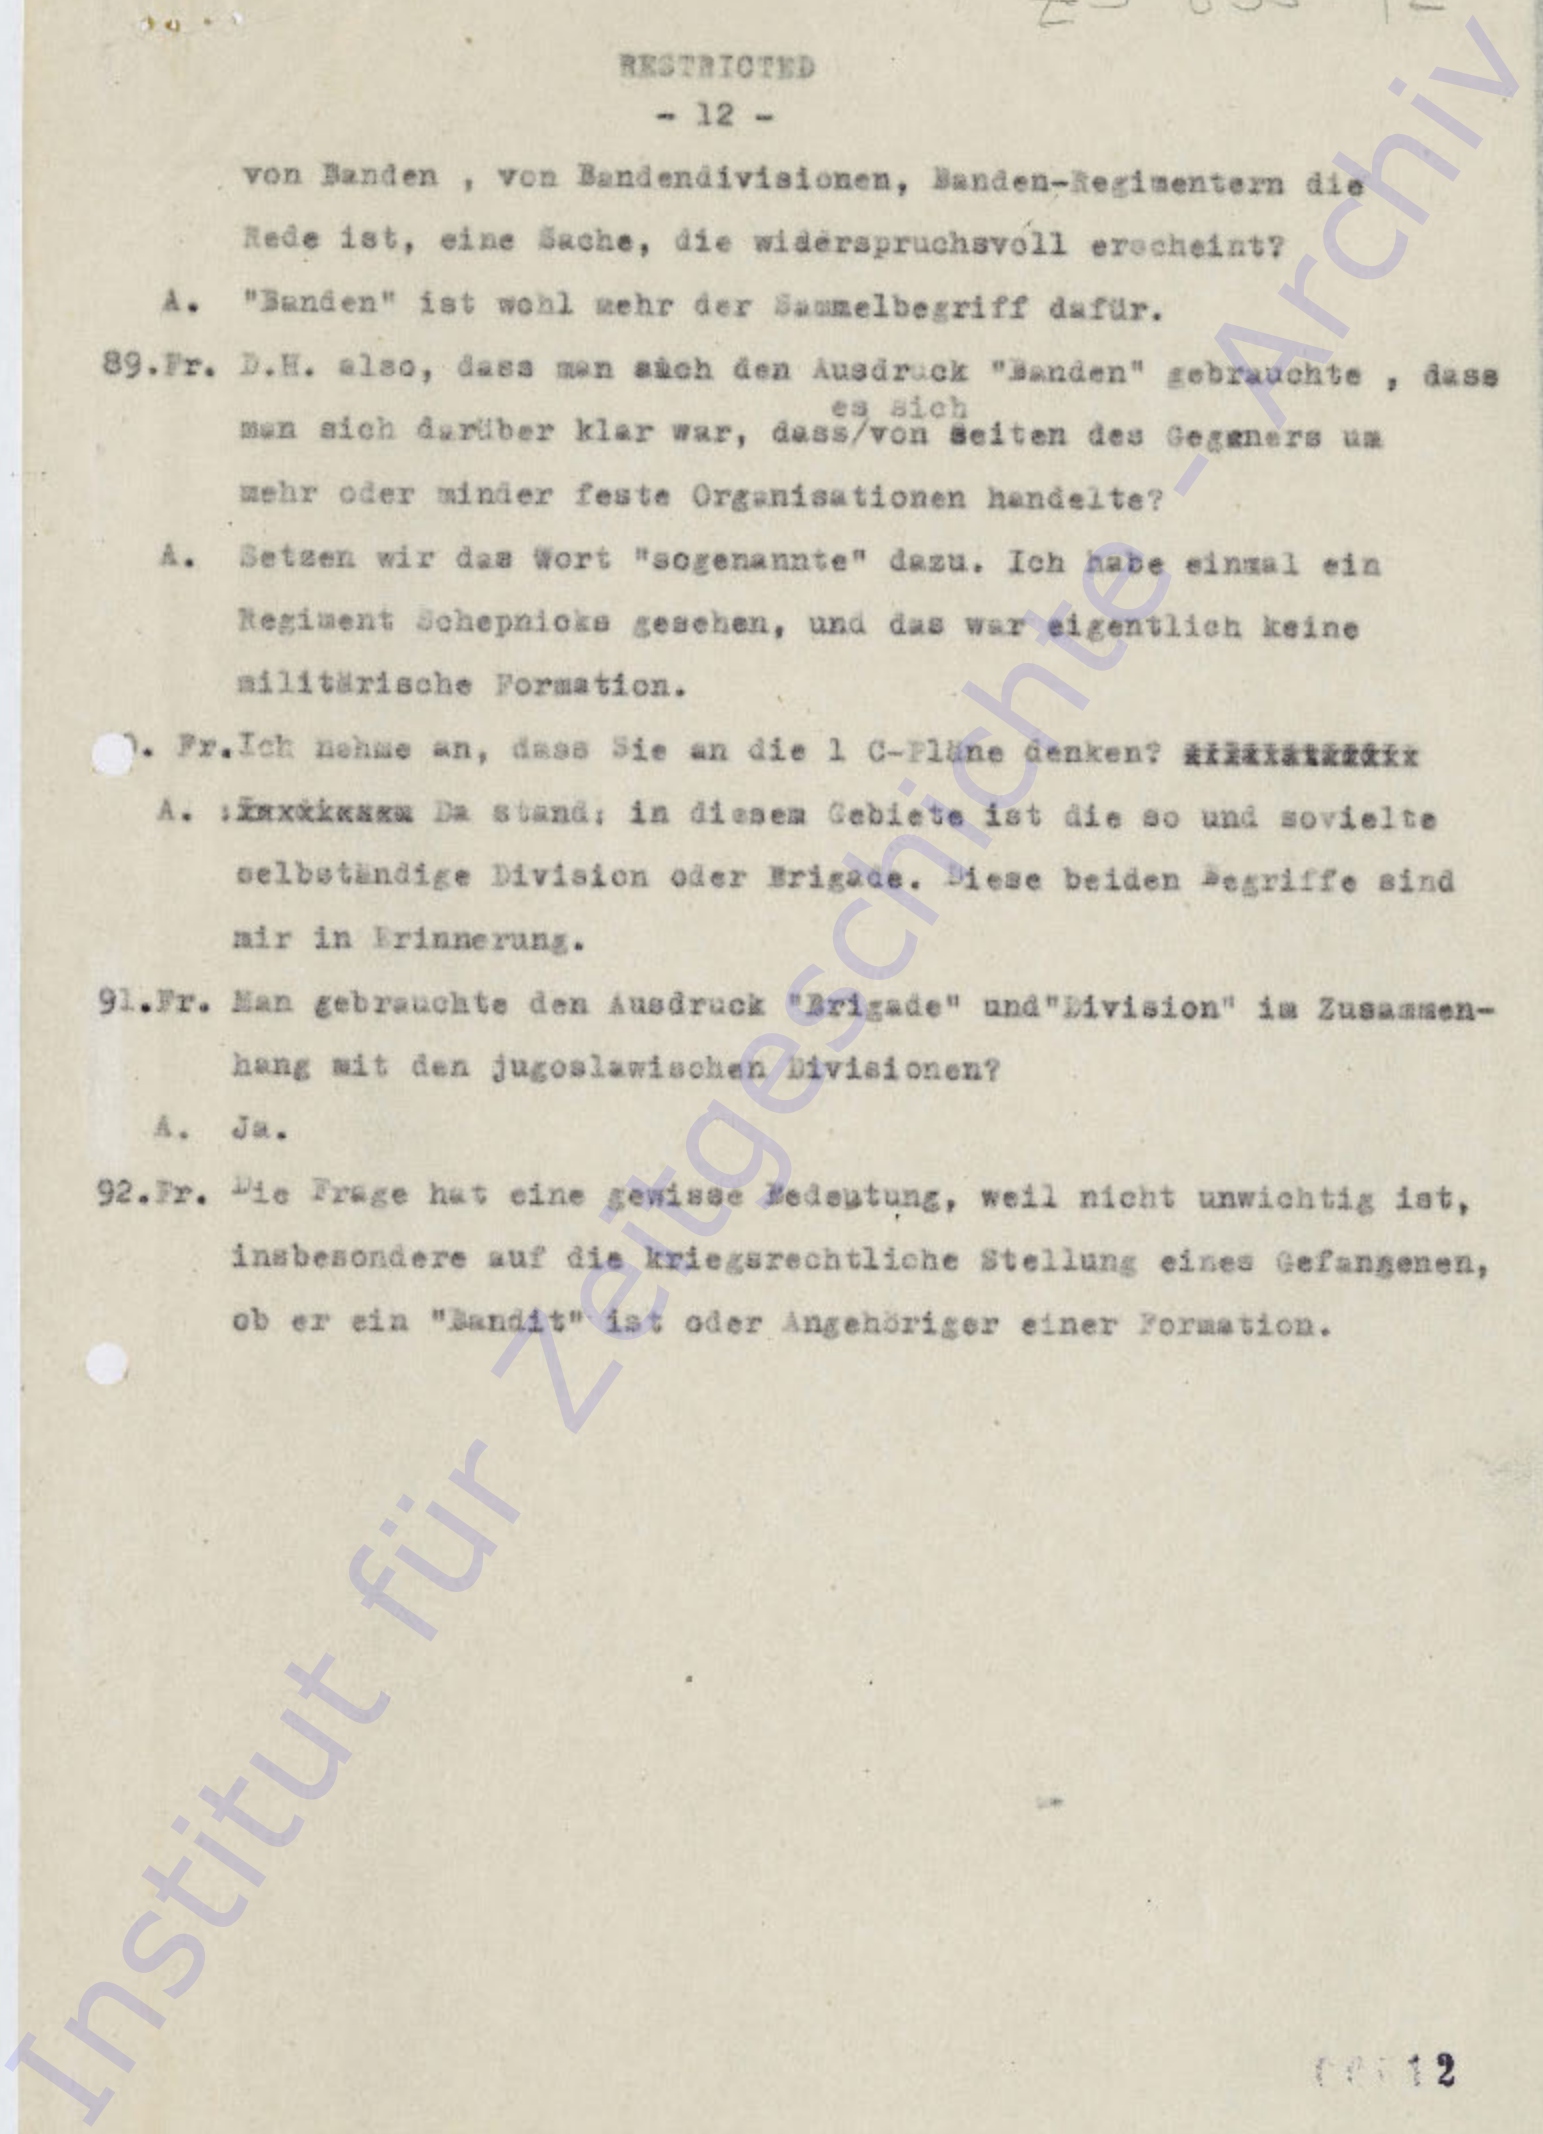 RESTRICTED
- 12 -
von Banden , von Bandendivisionen, Banden-Regimentern die
Rede ist, eine Sache, die widerspruchsvoll erscheint?
A. "Banden" ist wohl mehr der Sammelbegriff dafür.
89.Fr. D.H. also, dass man auch den Ausdruck "Banden" gebrauchte , dass
es sich
man sich darüber klar war, dass/von Seiten des Gegners um
mehr oder minder feste Organisationen handelte?
A. Setzen wir das Wort "sogenannte" dazu. Ich habe einmal ein
Regiment Schepnicks gesehen, und das war eigentlich keine
militärische Formation.
. Fr.Ich nehme an, dass Sie an die 1 C-Pläne denken?
A. : Da stand: in diesem Gebiete ist die so und sovielte
selbständige Division oder Brigade. Diese beiden Begriffe sind
mir in Erinnerung.
91.Fr. Man gebrauchte den Ausdruck "Brigade" und"Division" im Zusammen-
hang mit den jugoslawischen Divisionen?
A. Ja.
92.Fr. Die Frage hat eine gewisse Bedeutung, weil nicht unwichtig ist,
insbesondere auf die kriegsrechtliche Stellung eines Gefangenen,
ob er ein "Bandit" ist oder Angehöriger einer Formation.
12
Institut für Zeitgeschichte - Archiv